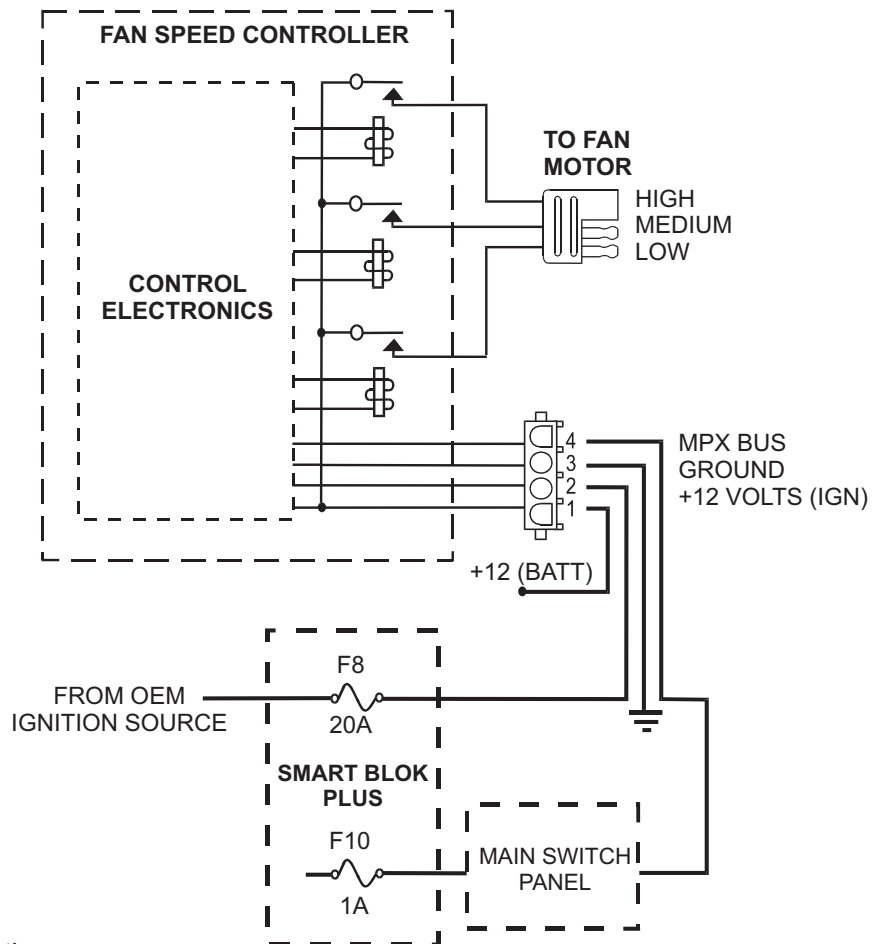 FAN SPEED CONTROLLER
TO FAN
MOTOR
HIGH
MEDIUM
LOW
CONTROL
ELECTRONICS
4
3
2
1
MPX BUS
GROUND
+12 VOLTS (IGN)
+12 (BATT)
F8
20A
FROM OEM
IGNITION SOURCE
SMART BLOK
PLUS
F10
1A
MAIN SWITCH
PANEL